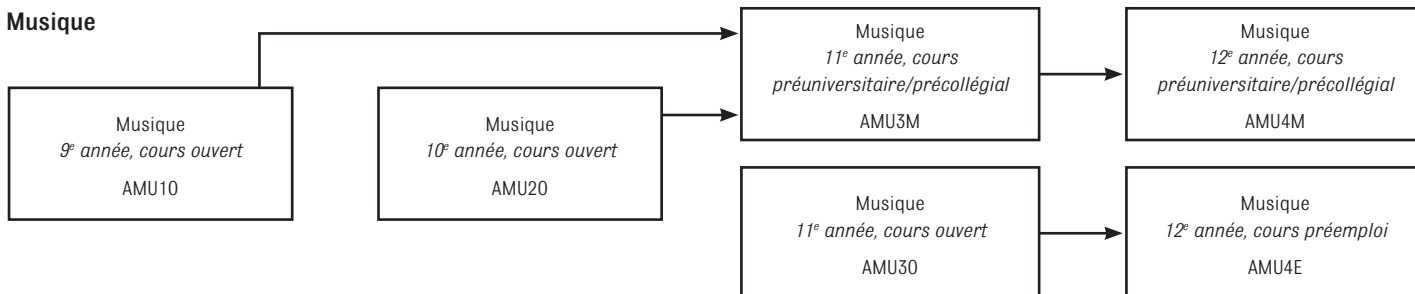 Musique
Musique
9e année, cours ouvert
AMU1O
Musique
10e année, cours ouvert
AMU2O
Musique
11e année, cours
préuniversitaire/précollégial
AMU3M
Musique
12e année, cours
préuniversitaire/précollégial
AMU4M
Musique
11e année, cours ouvert
AMU3O
Musique
12e année, cours préemploi
AMU4E